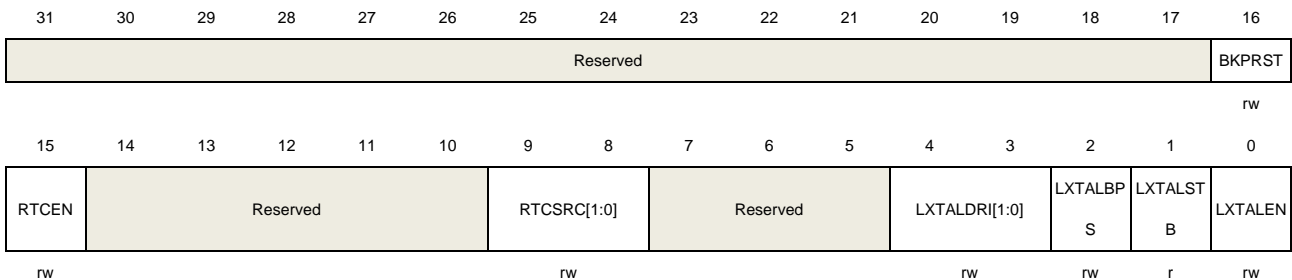 31 30 29 28 27 26 25 24 23 22 21 20 19 18 17 16
Reserved BKPRST
rw
15 14 13 12 11 10 9 8 7 6 5 4 3 2 1 0
RTCEN Reserved RTCSRC[1:0] Reserved LXTALDRI[1:0] LXTALBP LXTALST LXTALEN
S B
rw rw rw rw r rw